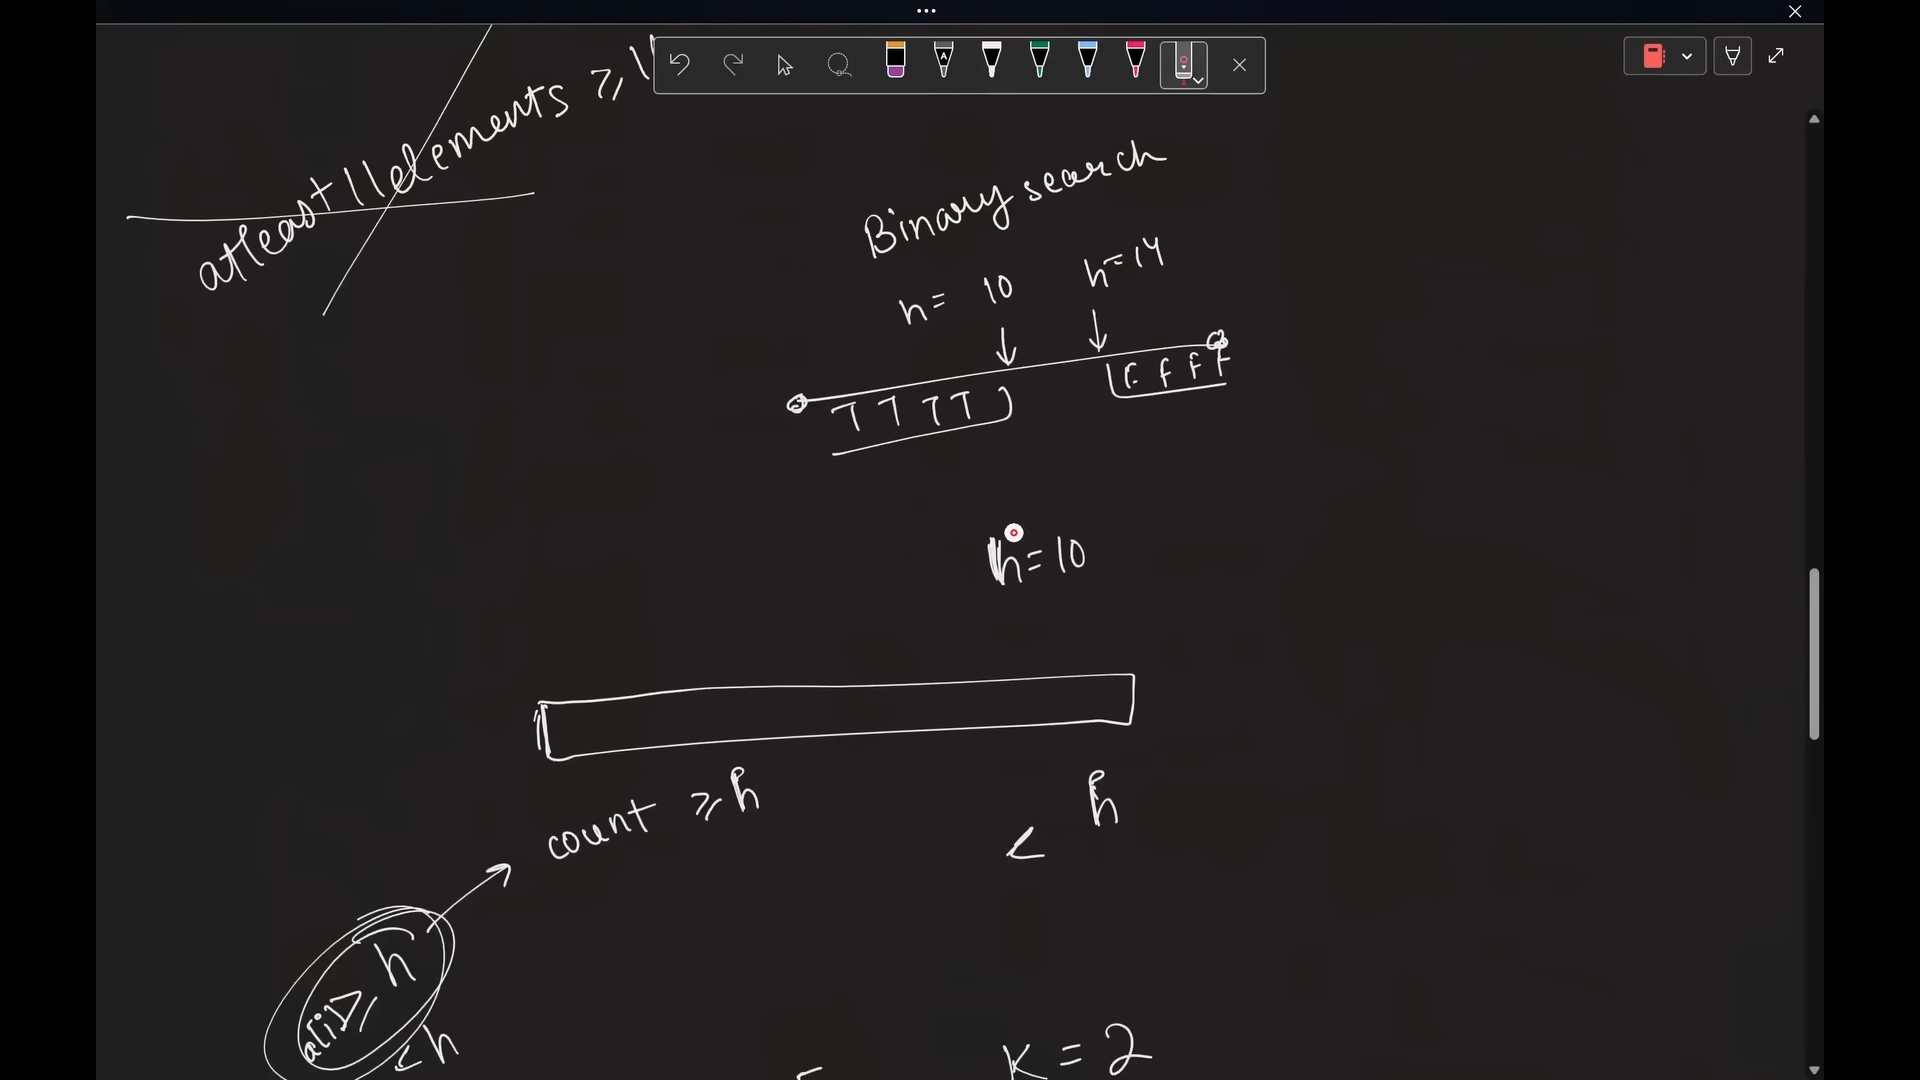 atleast 11 elements ≥ 11
Binary search
h = 10 h = 14
T T T T F F F F
h = 10
count ≥ h < h
a[i] ≥ h
< h
K = 2